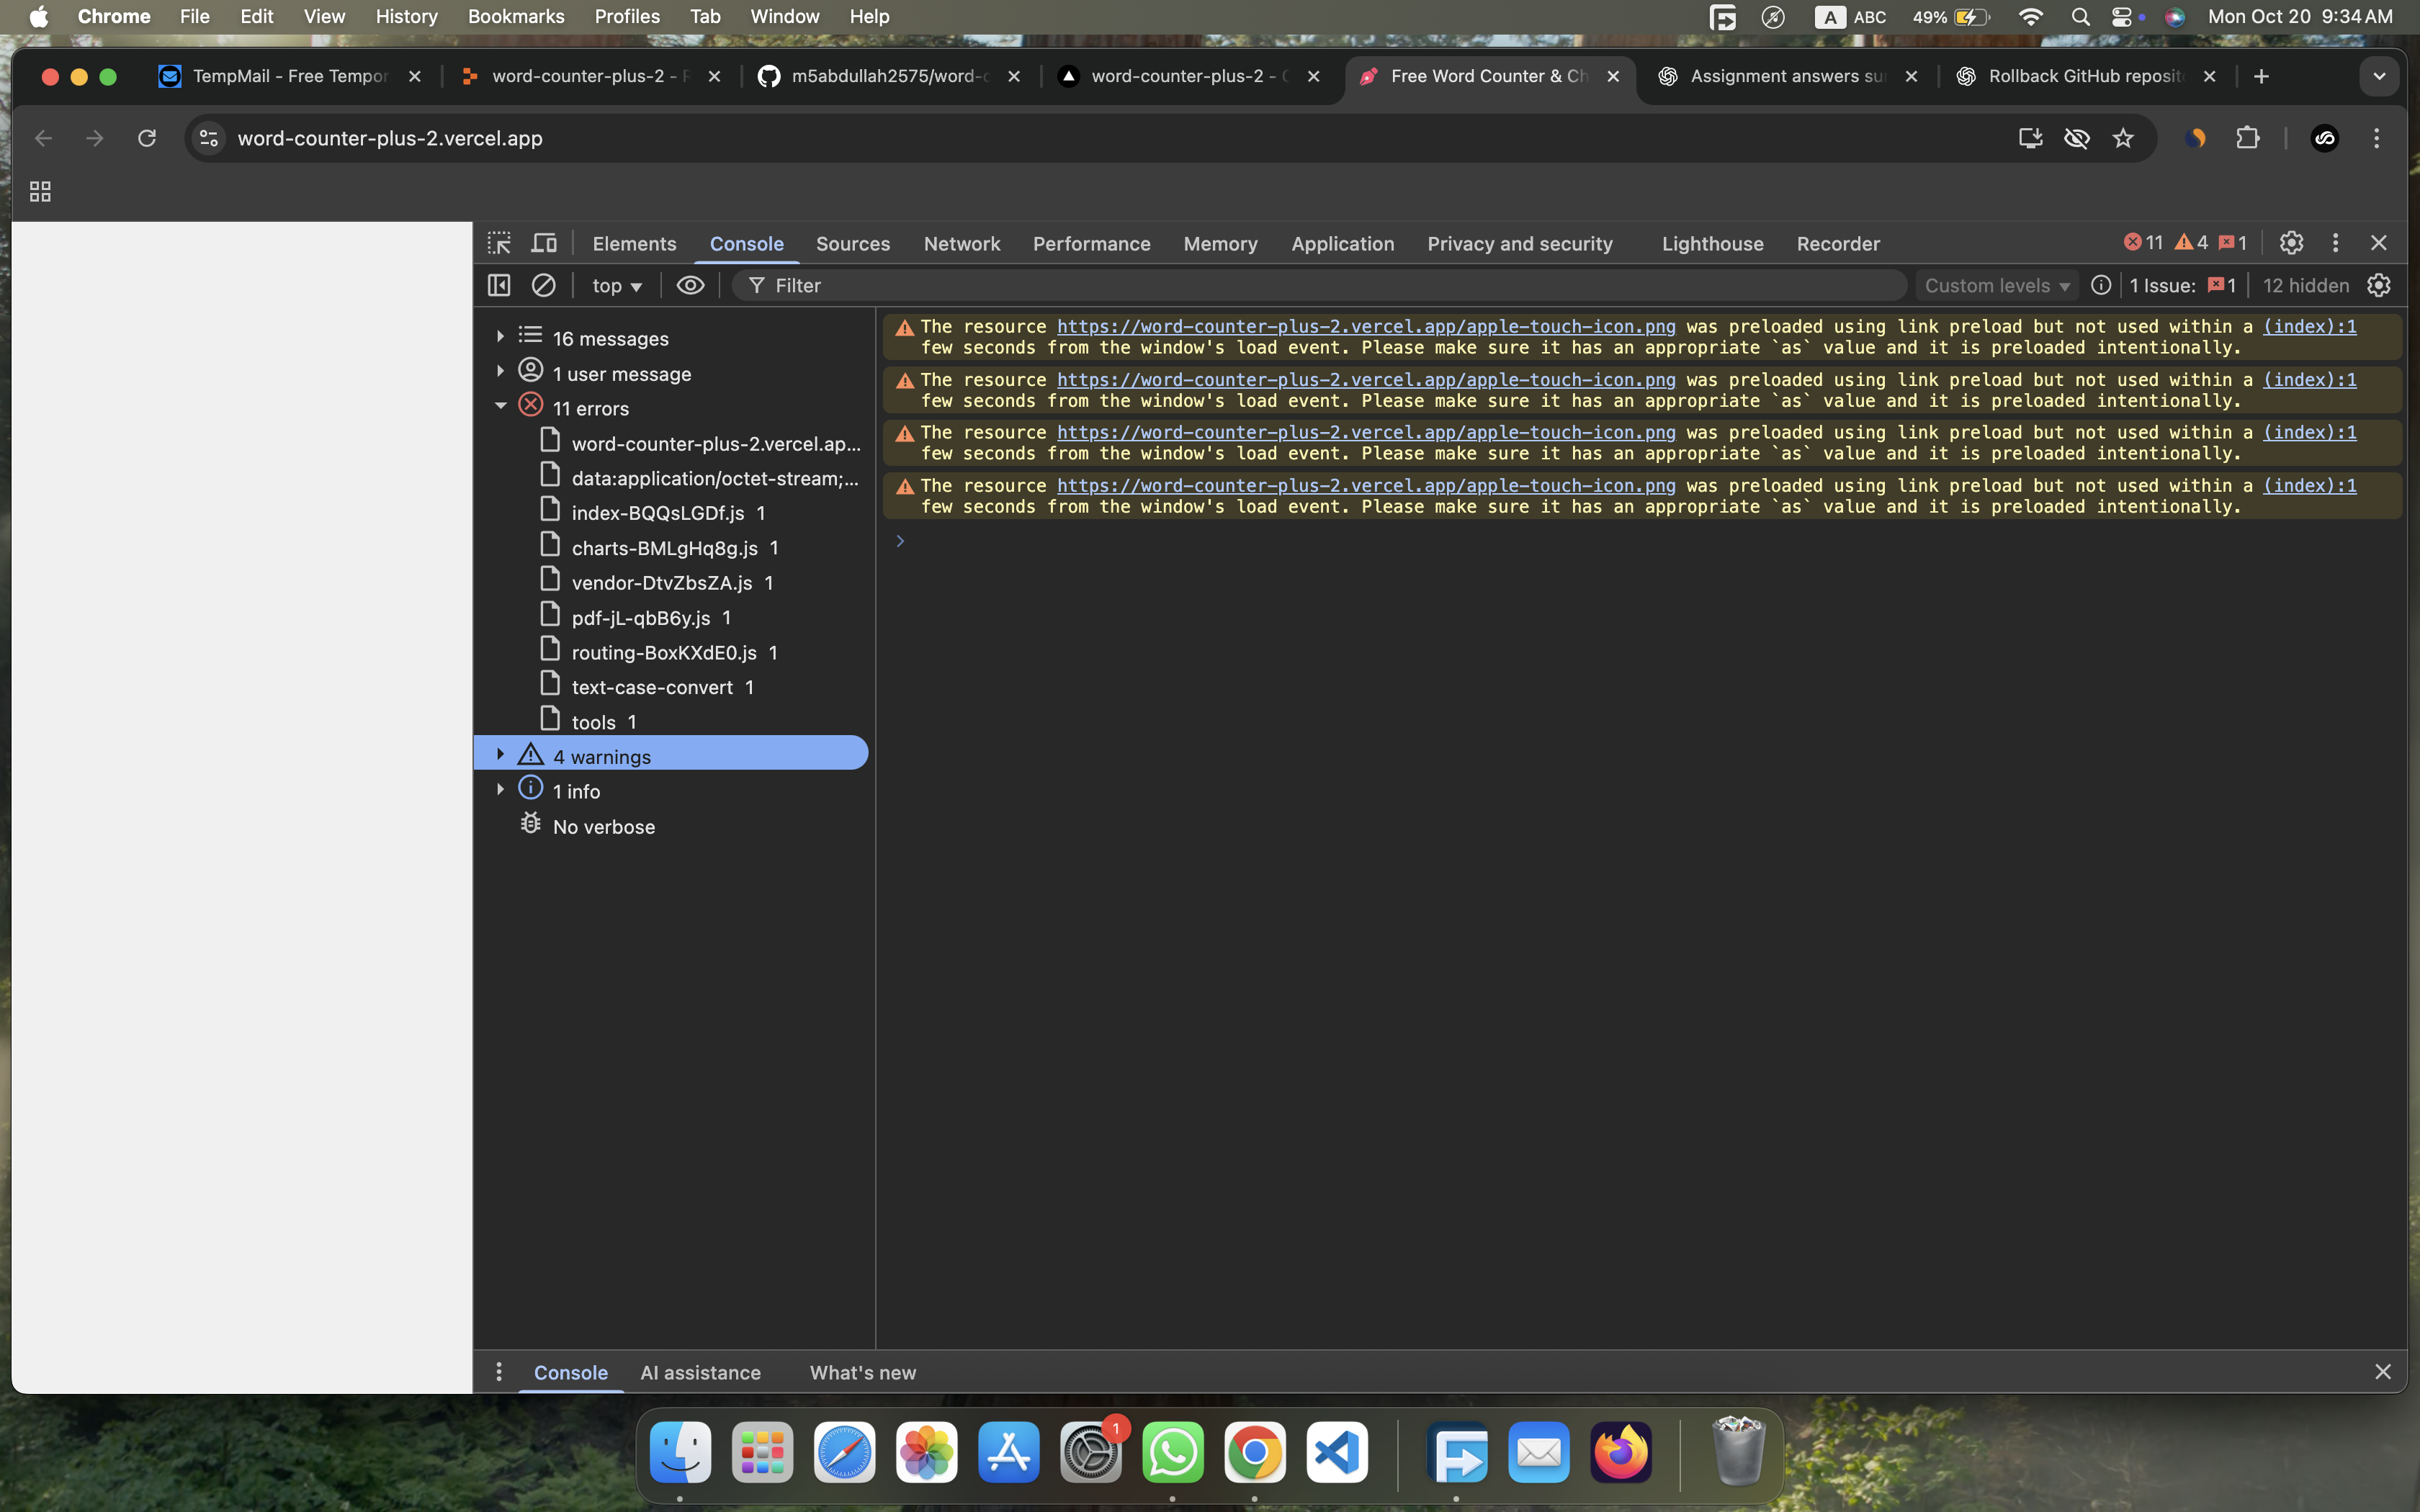 Chrome File Edit View History Bookmarks Profiles Tab Window Help
A ABC 49% Mon Oct 20 9:34 AM
TempMail - Free Tempor
word-counter-plus-2 - R
m5abdullah2575/word-c
word-counter-plus-2 - C
Free Word Counter & Ch
Assignment answers su
Rollback GitHub reposit
word-counter-plus-2.vercel.app
Elements Console Sources Network Performance Memory Application Privacy and security Lighthouse Recorder 11 4 1
top Filter Custom levels 1 Issue: 1 12 hidden
16 messages
1 user message
11 errors
word-counter-plus-2.vercel.ap...
data:application/octet-stream;...
index-BQQsLGDf.js 1
charts-BMLgHq8g.js 1
vendor-DtvZbsZA.js 1
pdf-jL-qbB6y.js 1
routing-BoxKXdE0.js 1
text-case-convert 1
tools 1
4 warnings
1 info
No verbose
The resource https://word-counter-plus-2.vercel.app/apple-touch-icon.png was preloaded using link preload but not used within a (index):1
few seconds from the window's load event. Please make sure it has an appropriate `as` value and it is preloaded intentionally.
The resource https://word-counter-plus-2.vercel.app/apple-touch-icon.png was preloaded using link preload but not used within a (index):1
few seconds from the window's load event. Please make sure it has an appropriate `as` value and it is preloaded intentionally.
The resource https://word-counter-plus-2.vercel.app/apple-touch-icon.png was preloaded using link preload but not used within a (index):1
few seconds from the window's load event. Please make sure it has an appropriate `as` value and it is preloaded intentionally.
The resource https://word-counter-plus-2.vercel.app/apple-touch-icon.png was preloaded using link preload but not used within a (index):1
few seconds from the window's load event. Please make sure it has an appropriate `as` value and it is preloaded intentionally.
Console AI assistance What's new
1